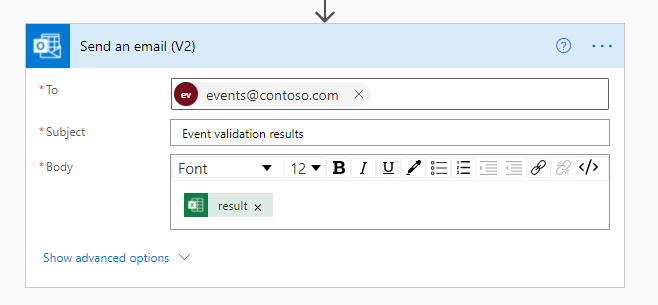 Send an email (V2)
?
* To
ev events@contoso.com ×
* Subject
Event validation results
* Body
Font 12 B I U </>
result ×
Show advanced options